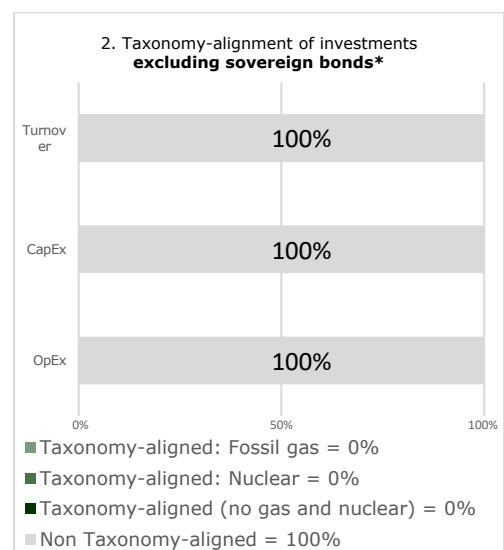 2. Taxonomy-alignment of investments
excluding sovereign bonds*
Turnov
er
100%
CapEx
100%
OpEx
100%
0%
50%
100%
Taxonomy-aligned: Fossil gas = 0%
Taxonomy-aligned: Nuclear = 0%
Taxonomy-aligned (no gas and nuclear) = 0%
Non Taxonomy-aligned = 100%